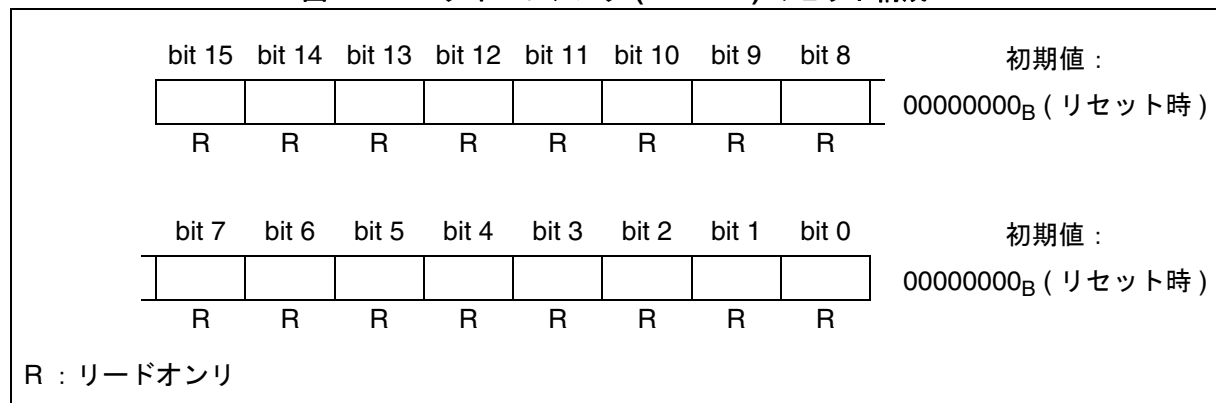 bit 15 bit 14 bit 13 bit 12 bit 11 bit 10 bit 9 bit 8 初期値：
00000000B ( リセット時 )
R R R R R R R R
bit 7 bit 6 bit 5 bit 4 bit 3 bit 2 bit 1 bit 0 初期値：
00000000B ( リセット時 )
R R R R R R R R
R ：リードオンリ